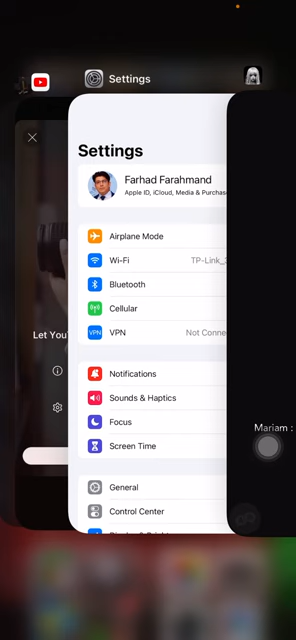 Settings
Settings
Farhad Farahmand
Apple ID, iCloud, Media & Purchas
Airplane Mode
Wi-Fi TP-Link_
Bluetooth
Cellular
VPN VPN Not Conne
Let You
Notifications
Sounds & Haptics
Focus
Screen Time
Mariam :
General
Control Center